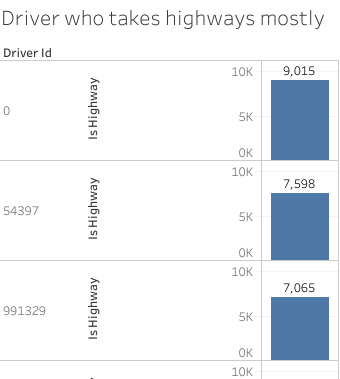 Driver who takes highways mostly
Driver Id
0
Is Highway
10K
5K
0K
9,015
54397
Is Highway
10K
5K
0K
7,598
991329
Is Highway
10K
5K
0K
7,065
10K